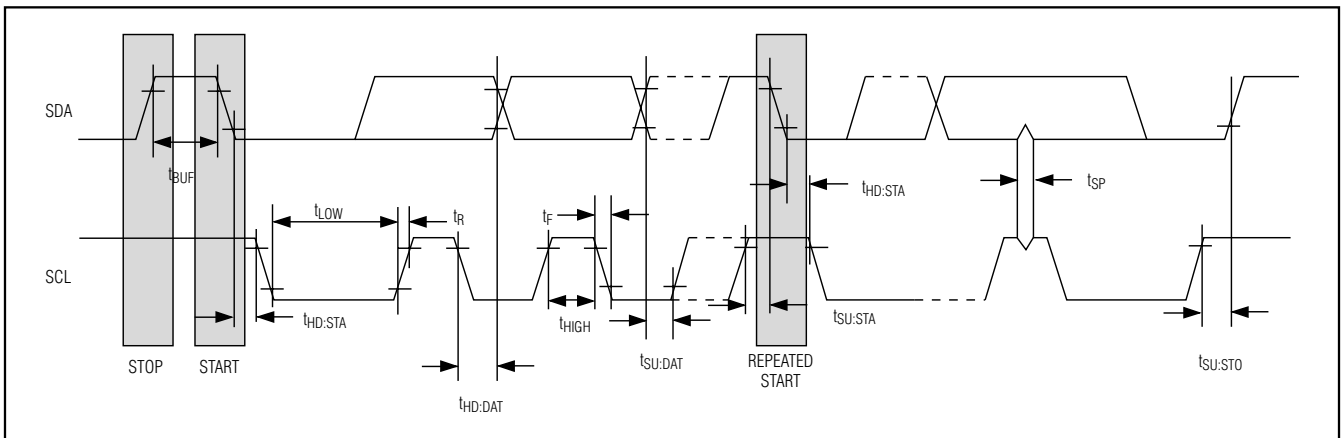 SDA
tBUF
tLOW
tR
tF
tHD:STA
tSP
SCL
tHD:STA
tHIGH
tSU:STA
STOP
START
tSU:DAT
REPEATED
START
tSU:STO
tHD:DAT